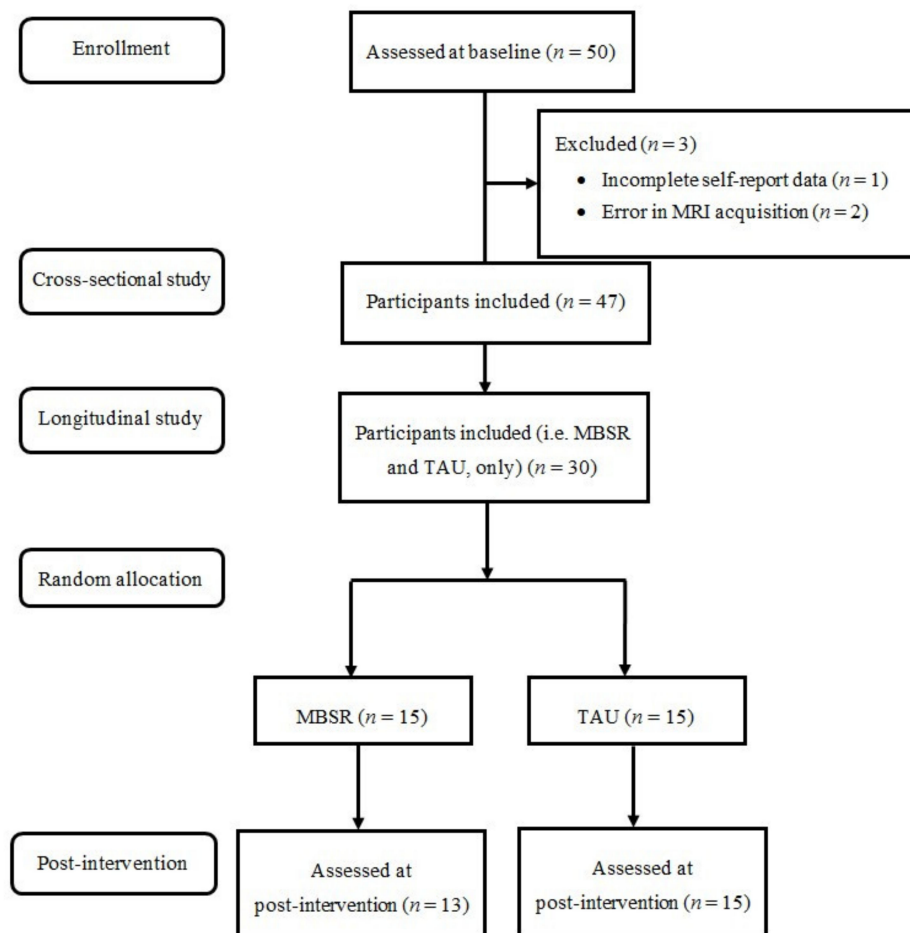 Enrollment
Assessed at baseline (n = 50)
Excluded (n = 3)
• Incomplete self-report data (n = 1)
• Error in MRI acquisition (n = 2)
Cross-sectional study
Participants included (n = 47)
Longitudinal study
Participants included (i.e. MBSR
and TAU, only) (n = 30)
Random allocation
MBSR (n = 15)
TAU (n = 15)
Post-intervention
Assessed at
post-intervention (n = 13)
Assessed at
post-intervention (n = 15)